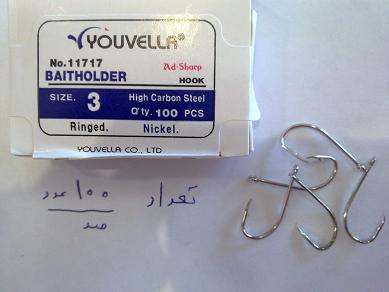 YOUVELLA®
No.11717
Ad-Sharp
BAITHOLDER
HOOK
SIZE. 3
High Carbon Steel
Q'ty. 100 PCS
Ringed.
Nickel.
YOUVELLA CO., LTD
تعداد ۱۰۰ عدد
صد